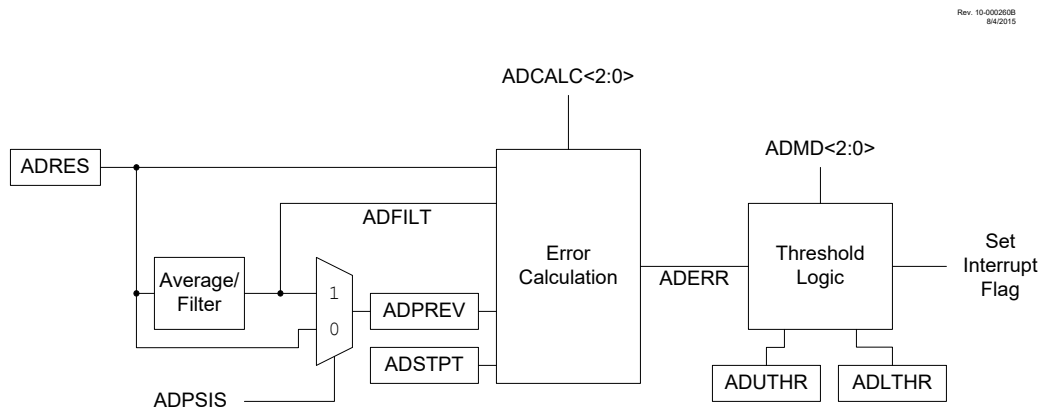 Rev. 10-000260B
8/4/2015
ADCALC<2:0>
ADRES
ADMD<2:0>
ADFILT
Average/
Filter
1
0
ADPREV
ADSTPT
ADPSIS
Error
Calculation
ADERR
Threshold
Logic
Set
Interrupt
Flag
ADUTHR
ADLTHR